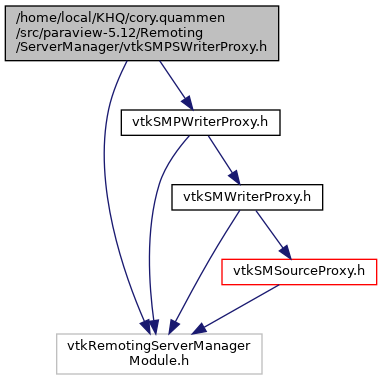 /home/local/KHQ/cory.quammen
/src/paraview-5.12/Remoting
/ServerManager/vtkSMPSWriterProxy.h
vtkSMPWriterProxy.h
vtkSMWriterProxy.h
vtkSMSourceProxy.h
vtkRemotingServerManager
Module.h